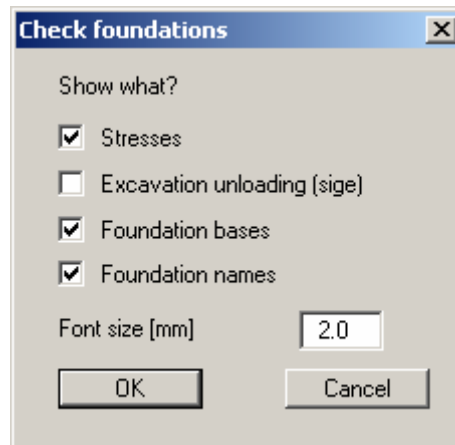 Check foundations
Show what?
Stresses
Excavation unloading (sige)
Foundation bases
Foundation names
Font size [mm] 2.0
OK Cancel